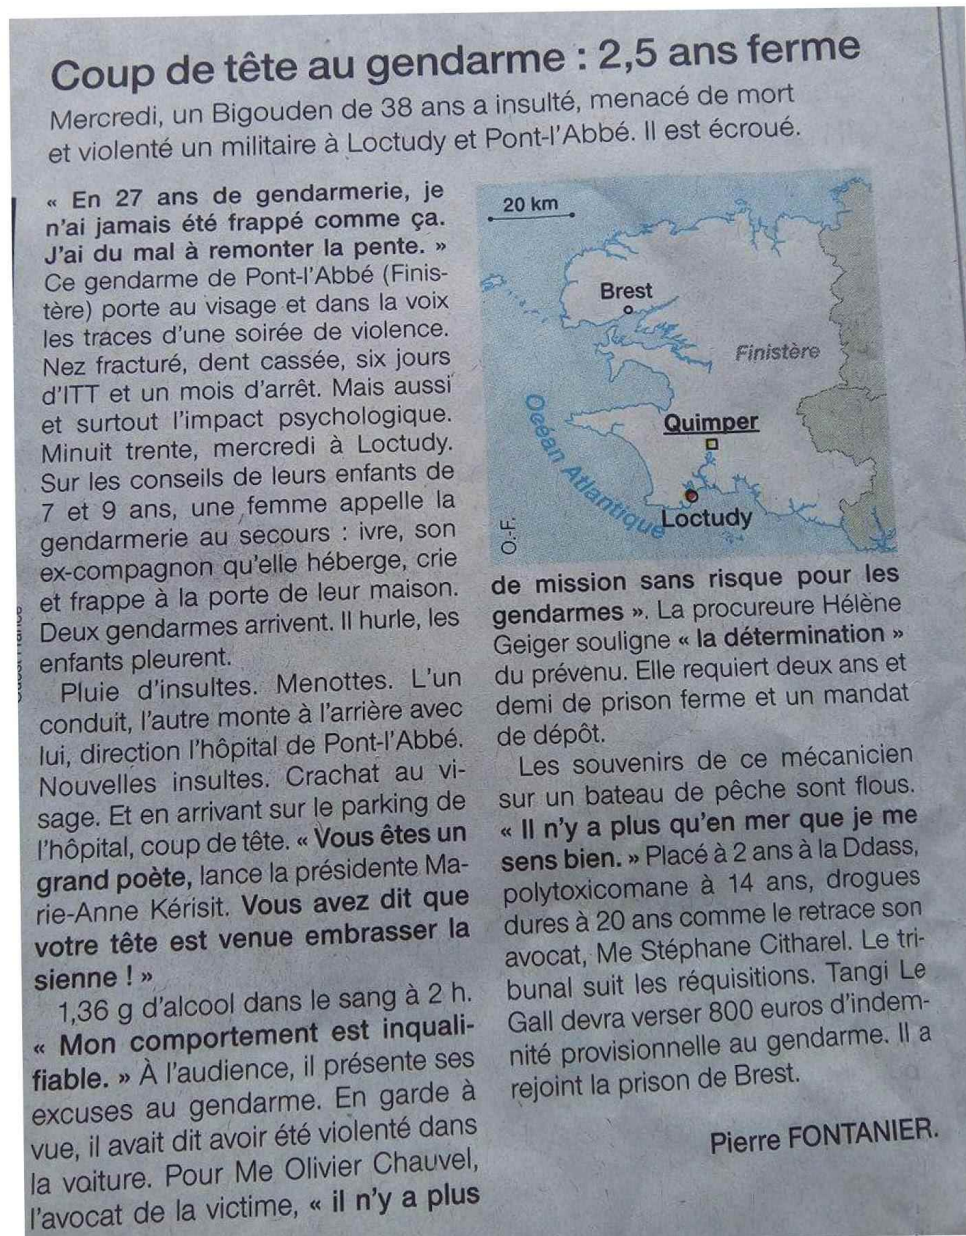 Coup de tête au gendarme : 2,5 ans ferme
Mercredi, un Bigouden de 38 ans a insulté, menacé de mort
et violenté un militaire à Loctudy et Pont-l'Abbé. Il est écroué.
« En 27 ans de gendarmerie, je
n'ai jamais été frappé comme ça.
J'ai du mal à remonter la pente. »
Ce gendarme de Pont-l'Abbé (Finis-
tère) porte au visage et dans la voix
les traces d'une soirée de violence.
Nez fracturé, dent cassée, six jours
d'ITT et un mois d'arrêt. Mais aussi
et surtout l'impact psychologique.
Minuit trente, mercredi à Loctudy.
Sur les conseils de leurs enfants de
7 et 9 ans, une femme appelle la
gendarmerie au secours : ivre, son
ex-compagnon qu'elle héberge, crie
et frappe à la porte de leur maison.
Deux gendarmes arrivent. Il hurle, les
enfants pleurent.
Pluie d'insultes. Menottes. L'un
conduit, l'autre monte à l'arrière avec
lui, direction l'hôpital de Pont-l'Abbé.
Nouvelles insultes. Crachat au vi-
sage. Et en arrivant sur le parking de
l'hôpital, coup de tête. « Vous êtes un
grand poète, lance la présidente Ma-
rie-Anne Kérisit. Vous avez dit que
votre tête est venue embrasser la
sienne ! »
1,36 g d'alcool dans le sang à 2 h.
« Mon comportement est inquali-
fiable. » À l'audience, il présente ses
excuses au gendarme. En garde à
vue, il avait dit avoir été violenté dans
la voiture. Pour Me Olivier Chauvel,
l'avocat de la victime, « il n'y a plus
20 km
Brest
Finistère
Quimper
Océan Atlantique
Loctudy
O.-F.
de mission sans risque pour les
gendarmes ». La procureure Hélène
Geiger souligne « la détermination »
du prévenu. Elle requiert deux ans et
demi de prison ferme et un mandat
de dépôt.
Les souvenirs de ce mécanicien
sur un bateau de pêche sont flous.
« Il n'y a plus qu'en mer que je me
sens bien. » Placé à 2 ans à la Ddass,
polytoxicomane à 14 ans, drogues
dures à 20 ans comme le retrace son
avocat, Me Stéphane Citharel. Le tri-
bunal suit les réquisitions. Tangi Le
Gall devra verser 800 euros d'indem-
nité provisionnelle au gendarme. Il a
rejoint la prison de Brest.
Pierre FONTANIER.